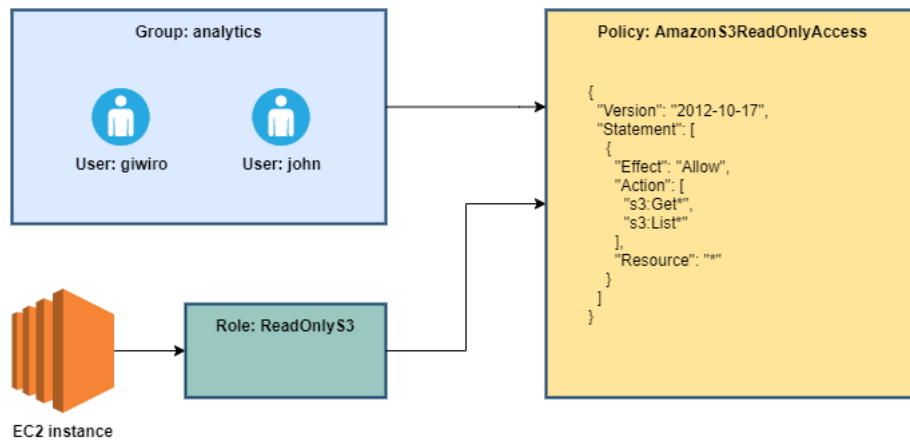 Group: analytics
User: giwiro
User: john
Policy: AmazonS3ReadOnlyAccess
{
"Version": "2012-10-17",
"Statement": [
{
"Effect": "Allow",
"Action": [
"s3:Get*",
"s3:List*"
],
"Resource": "*"
}
]
}
Role: ReadOnlyS3
EC2 instance